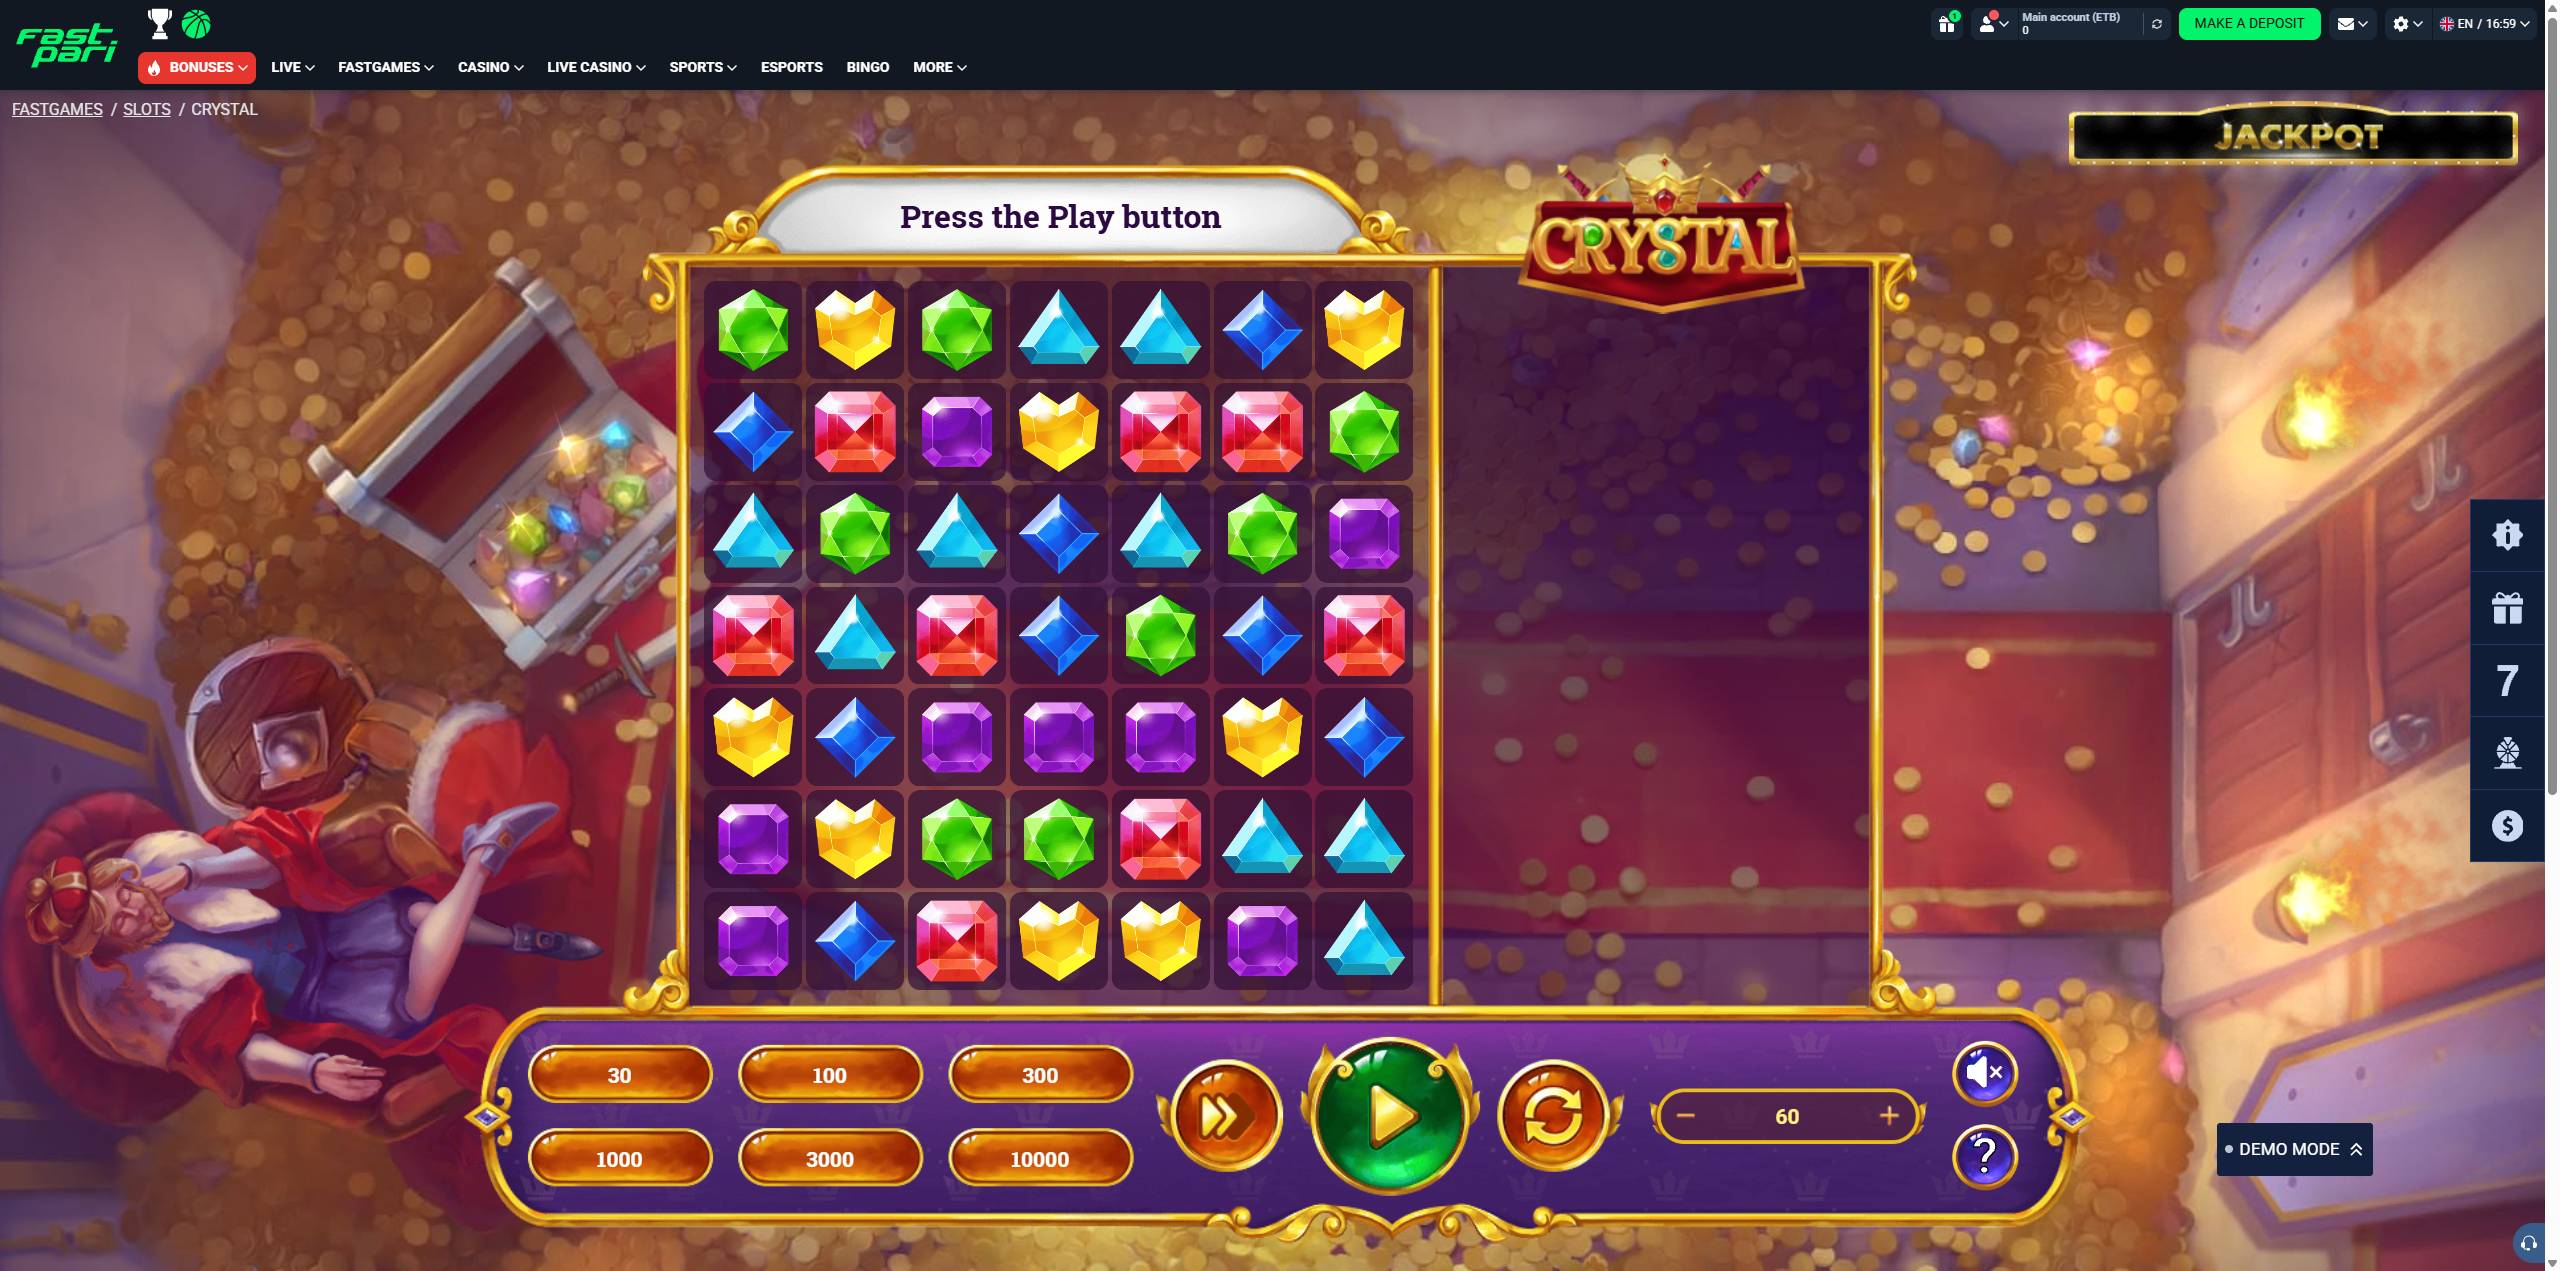 fast
pari
1
Main account (ETB)
0
MAKE A DEPOSIT
EN / 16:59
BONUSES
LIVE
FASTGAMES
CASINO
LIVE CASINO
SPORTS
ESPORTS
BINGO
MORE
FASTGAMES / SLOTS / CRYSTAL
JACKPOT
Press the Play button
CRYSTAL
7
30
100
300
60
1000
3000
10000
?
DEMO MODE